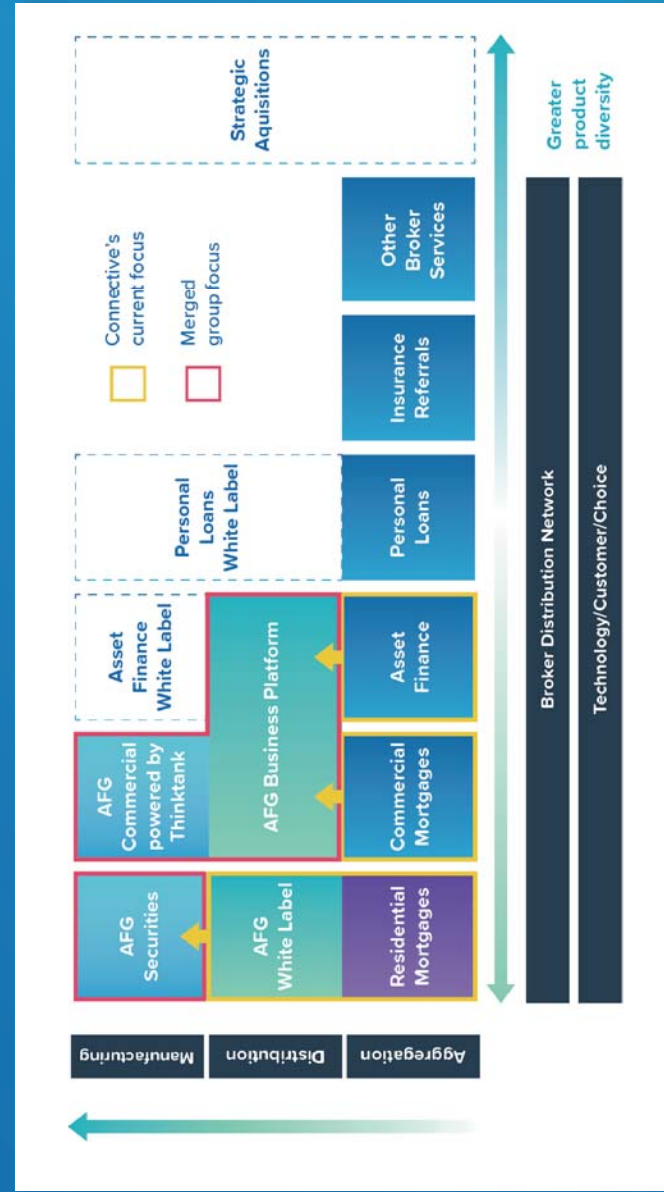 Manufacturing
Distribution
Aggregation
AFG
Securities
AFG
White Label
Residential
Mortgages
AFG
Commercial
powered by
Thinktank
Asset
Finance
White Label
AFG Business Platform
Commercial
Mortgages
Asset
Finance
Personal
Loans
White Label
Personal
Loans
Insurance
Referrals
Other
Broker
Services
Connective's
current focus
Merged
group focus
Strategic
Aquisitions
Broker Distribution Network
Technology/Customer/Choice
Greater
product
diversity